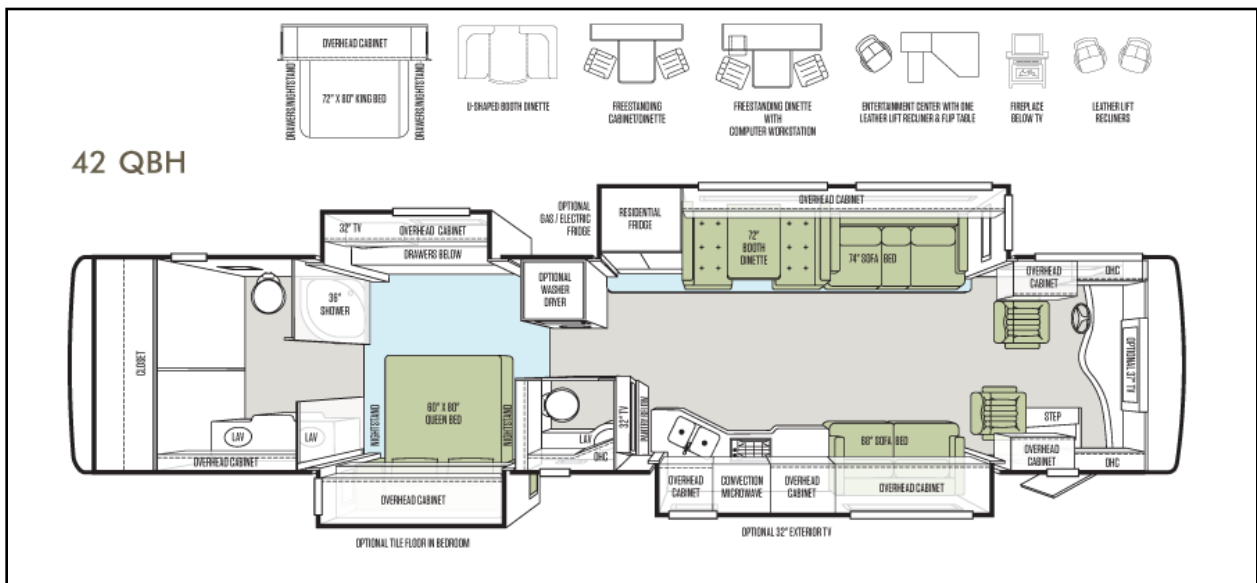 OVERHEAD CABINET
72" X 80" KING BED
DRAWERS/NIGHTSTAND
DRAWERS/NIGHTSTAND
U-SHAPED BOOTH DINETTE
FREESTANDING
CABINET/DINETTE
FREESTANDING DINETTE
WITH
COMPUTER WORKSTATION
ENTERTAINMENT CENTER WITH ONE
LEATHER LIFT RECLINER & FLIP TABLE
FIREPLACE
BELOW TV
LEATHER LIFT
RECLINERS
42 QBH
32" TV
OVERHEAD CABINET
DRAWERS BELOW
OPTIONAL
GAS / ELECTRIC
FRIDGE
RESIDENTIAL
FRIDGE
OVERHEAD CABINET
72"
BOOTH
DINETTE
74" SOFA BED
OVERHEAD
CABINET
OHC
CLOSET
36"
SHOWER
OPTIONAL
WASHER
DRYER
OPTIONAL 37" TV
60" X 80"
QUEEN BED
NIGHTSTAND
NIGHTSTAND
LAV
LAV
OVERHEAD CABINET
LAV
OHC
32" TV
68" SOFA BED
STEP
OVERHEAD
CABINET
OHC
OVERHEAD CABINET
OVERHEAD
CABINET
CONVECTION
MICROWAVE
OVERHEAD
CABINET
OVERHEAD CABINET
OPTIONAL TILE FLOOR IN BEDROOM
OPTIONAL 32" EXTERIOR TV